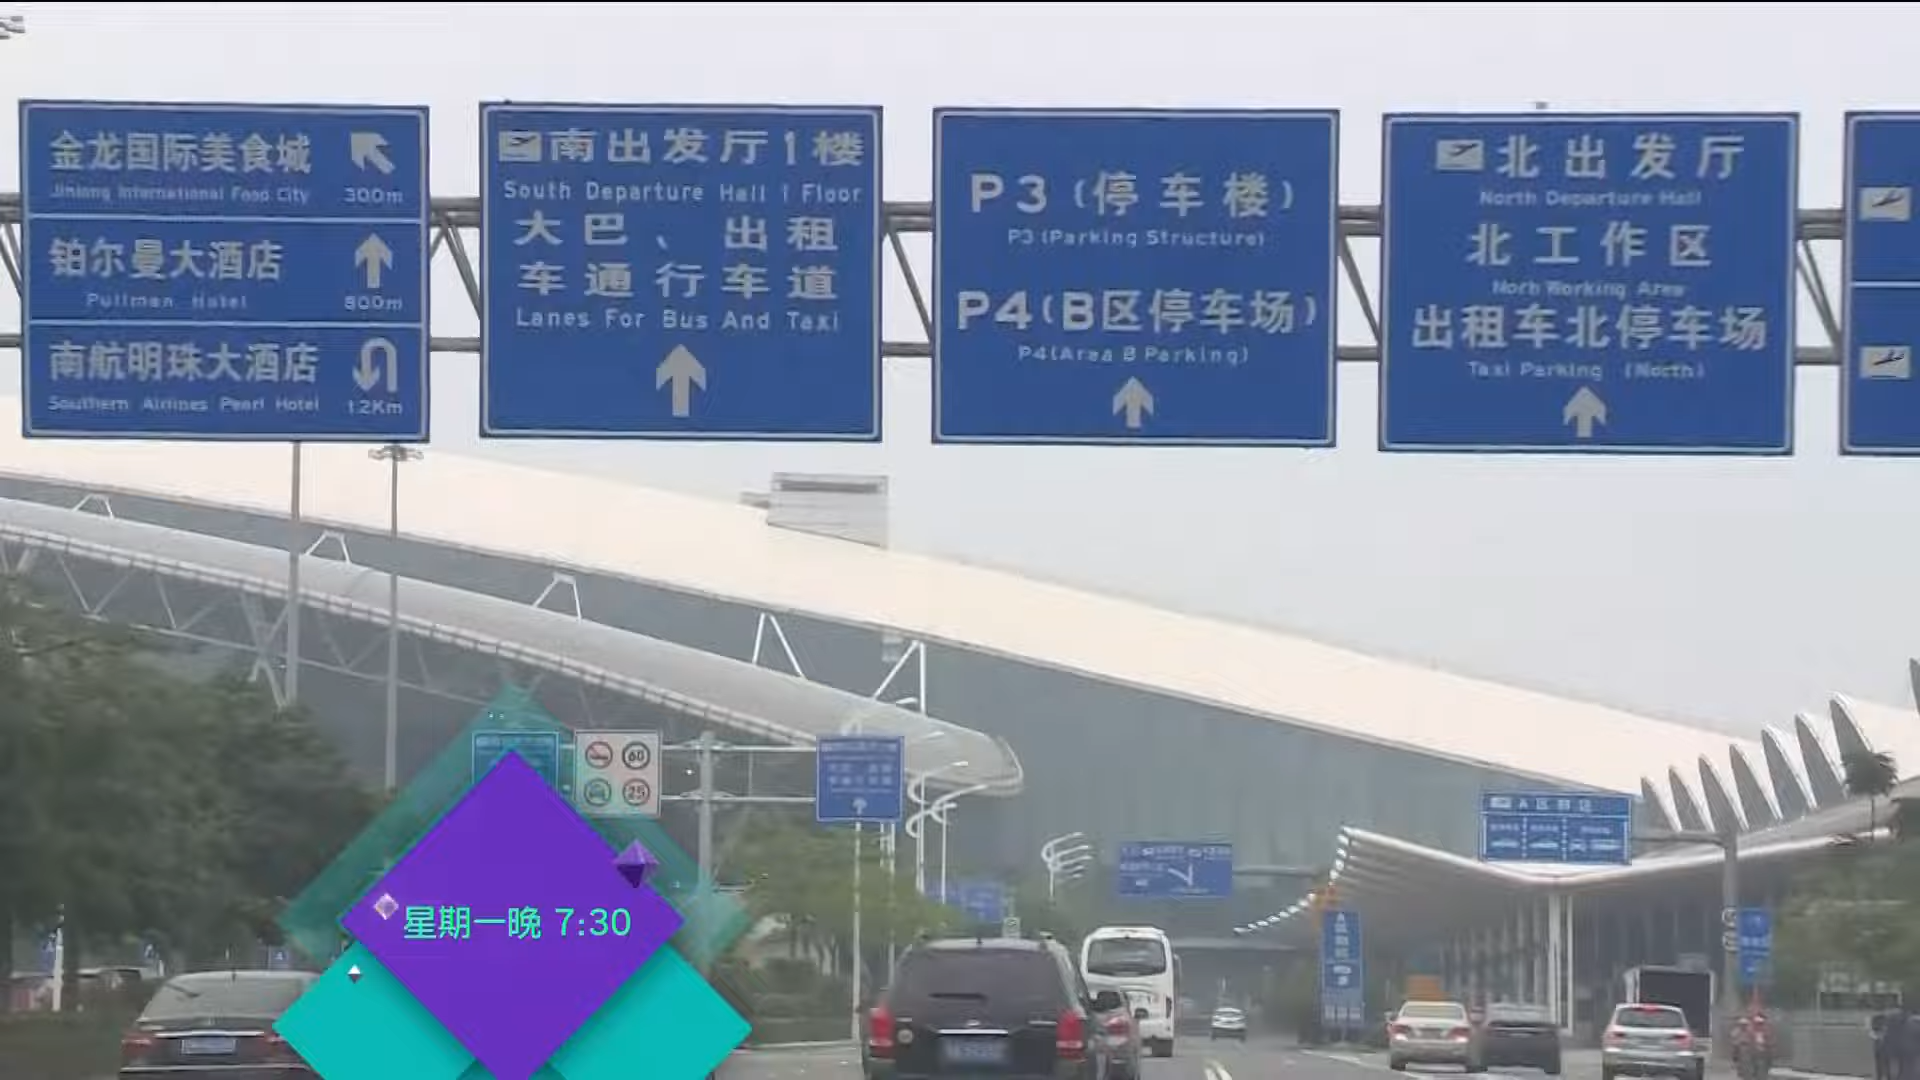 金龙国际美食城
Jinlong International Food City
300m
铂尔曼大酒店
Pullman Hotel
800m
南航明珠大酒店
Southern Airlines Pearl Hotel
1.2Km
南出发厅1楼
South Departure Hall 1 Floor
大巴、出租
车通行车道
Lanes For Bus And Taxi
P3(停车楼)
P3(Parking Structure)
P4(B区停车场)
P4(Area B Parking)
北出发厅
North Departure Hall
北工作区
North Working Area
出租车北停车场
Taxi Parking (North)
60
25
星期一晚 7:30